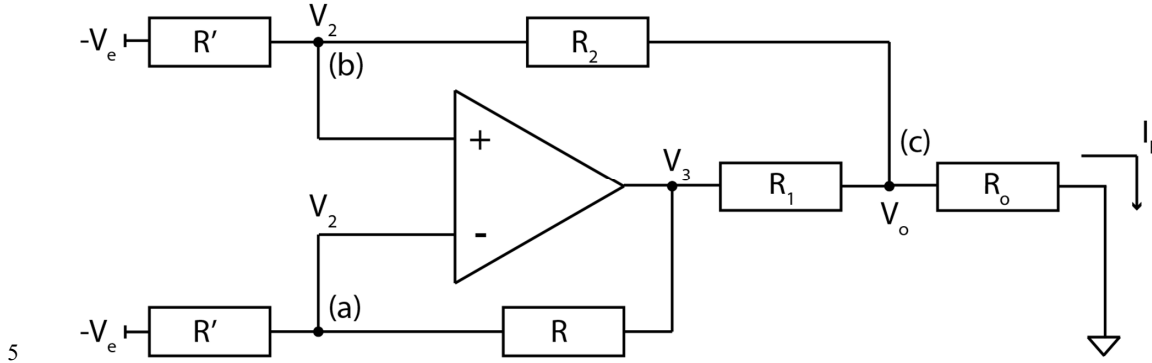 -Vₑ R’ V₂ R₂
(b)
+ V₃ R₁ (c) Rₒ
V₂ - Vₒ
(a)
-Vₑ R’ R
5